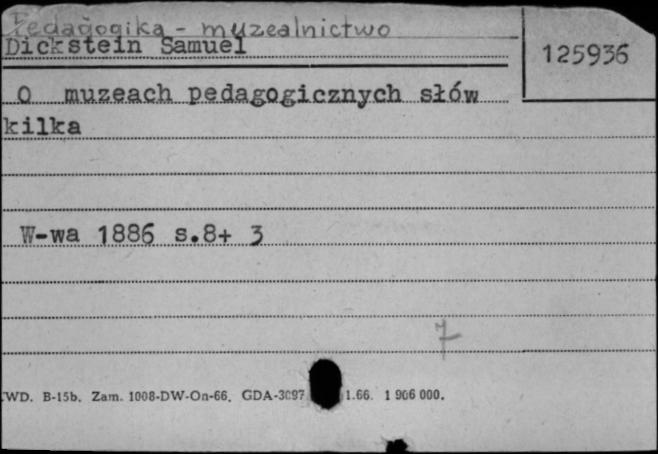 Pedagogika - muzealnictwo
Dickstein Samuel
125936
O muzeach pedagogicznych słów
kilka
W-wa 1886 s.8+ 3
7
WD. B-15b. Zam. 1008-DW-On-66. GDA-3097 1.66. 1 906 000.